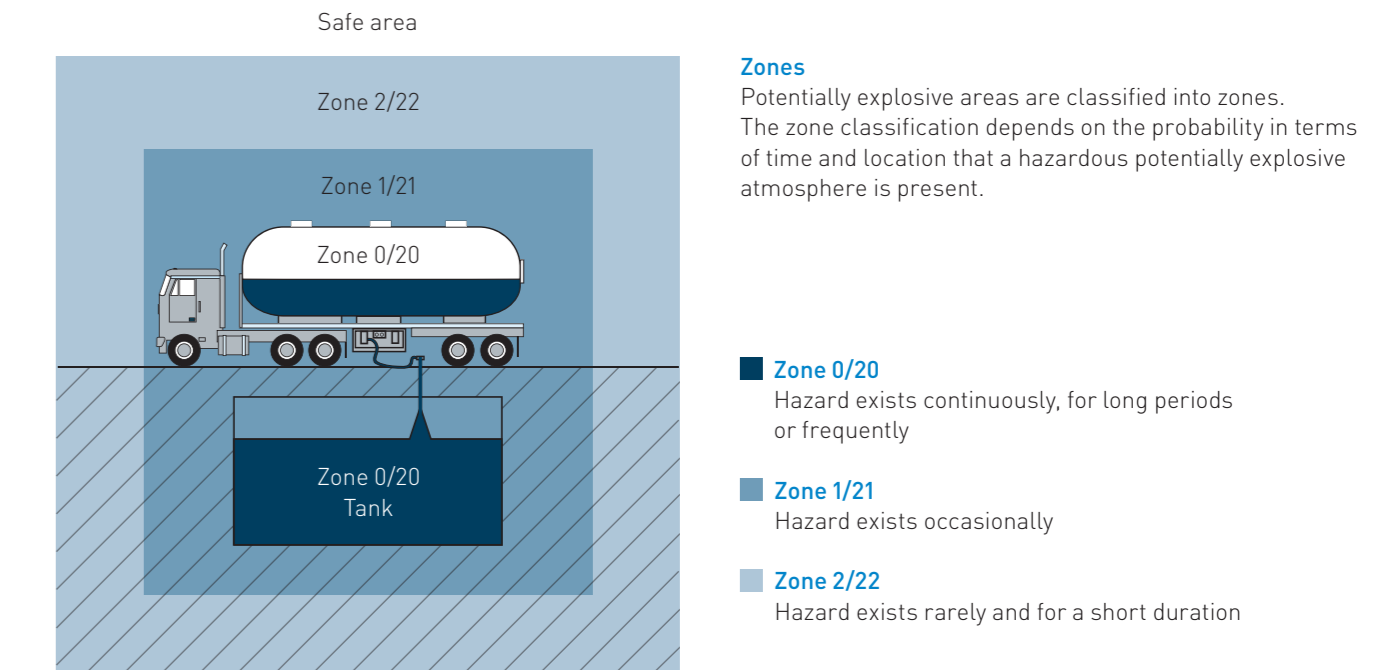 Safe area
Zone 2/22
Zone 1/21
Zone 0/20
Zone 0/20
Tank
Zones
Potentially explosive areas are classified into zones.
The zone classification depends on the probability in terms
of time and location that a hazardous potentially explosive
atmosphere is present.
Zone 0/20
Hazard exists continuously, for long periods
or frequently
Zone 1/21
Hazard exists occasionally
Zone 2/22
Hazard exists rarely and for a short duration